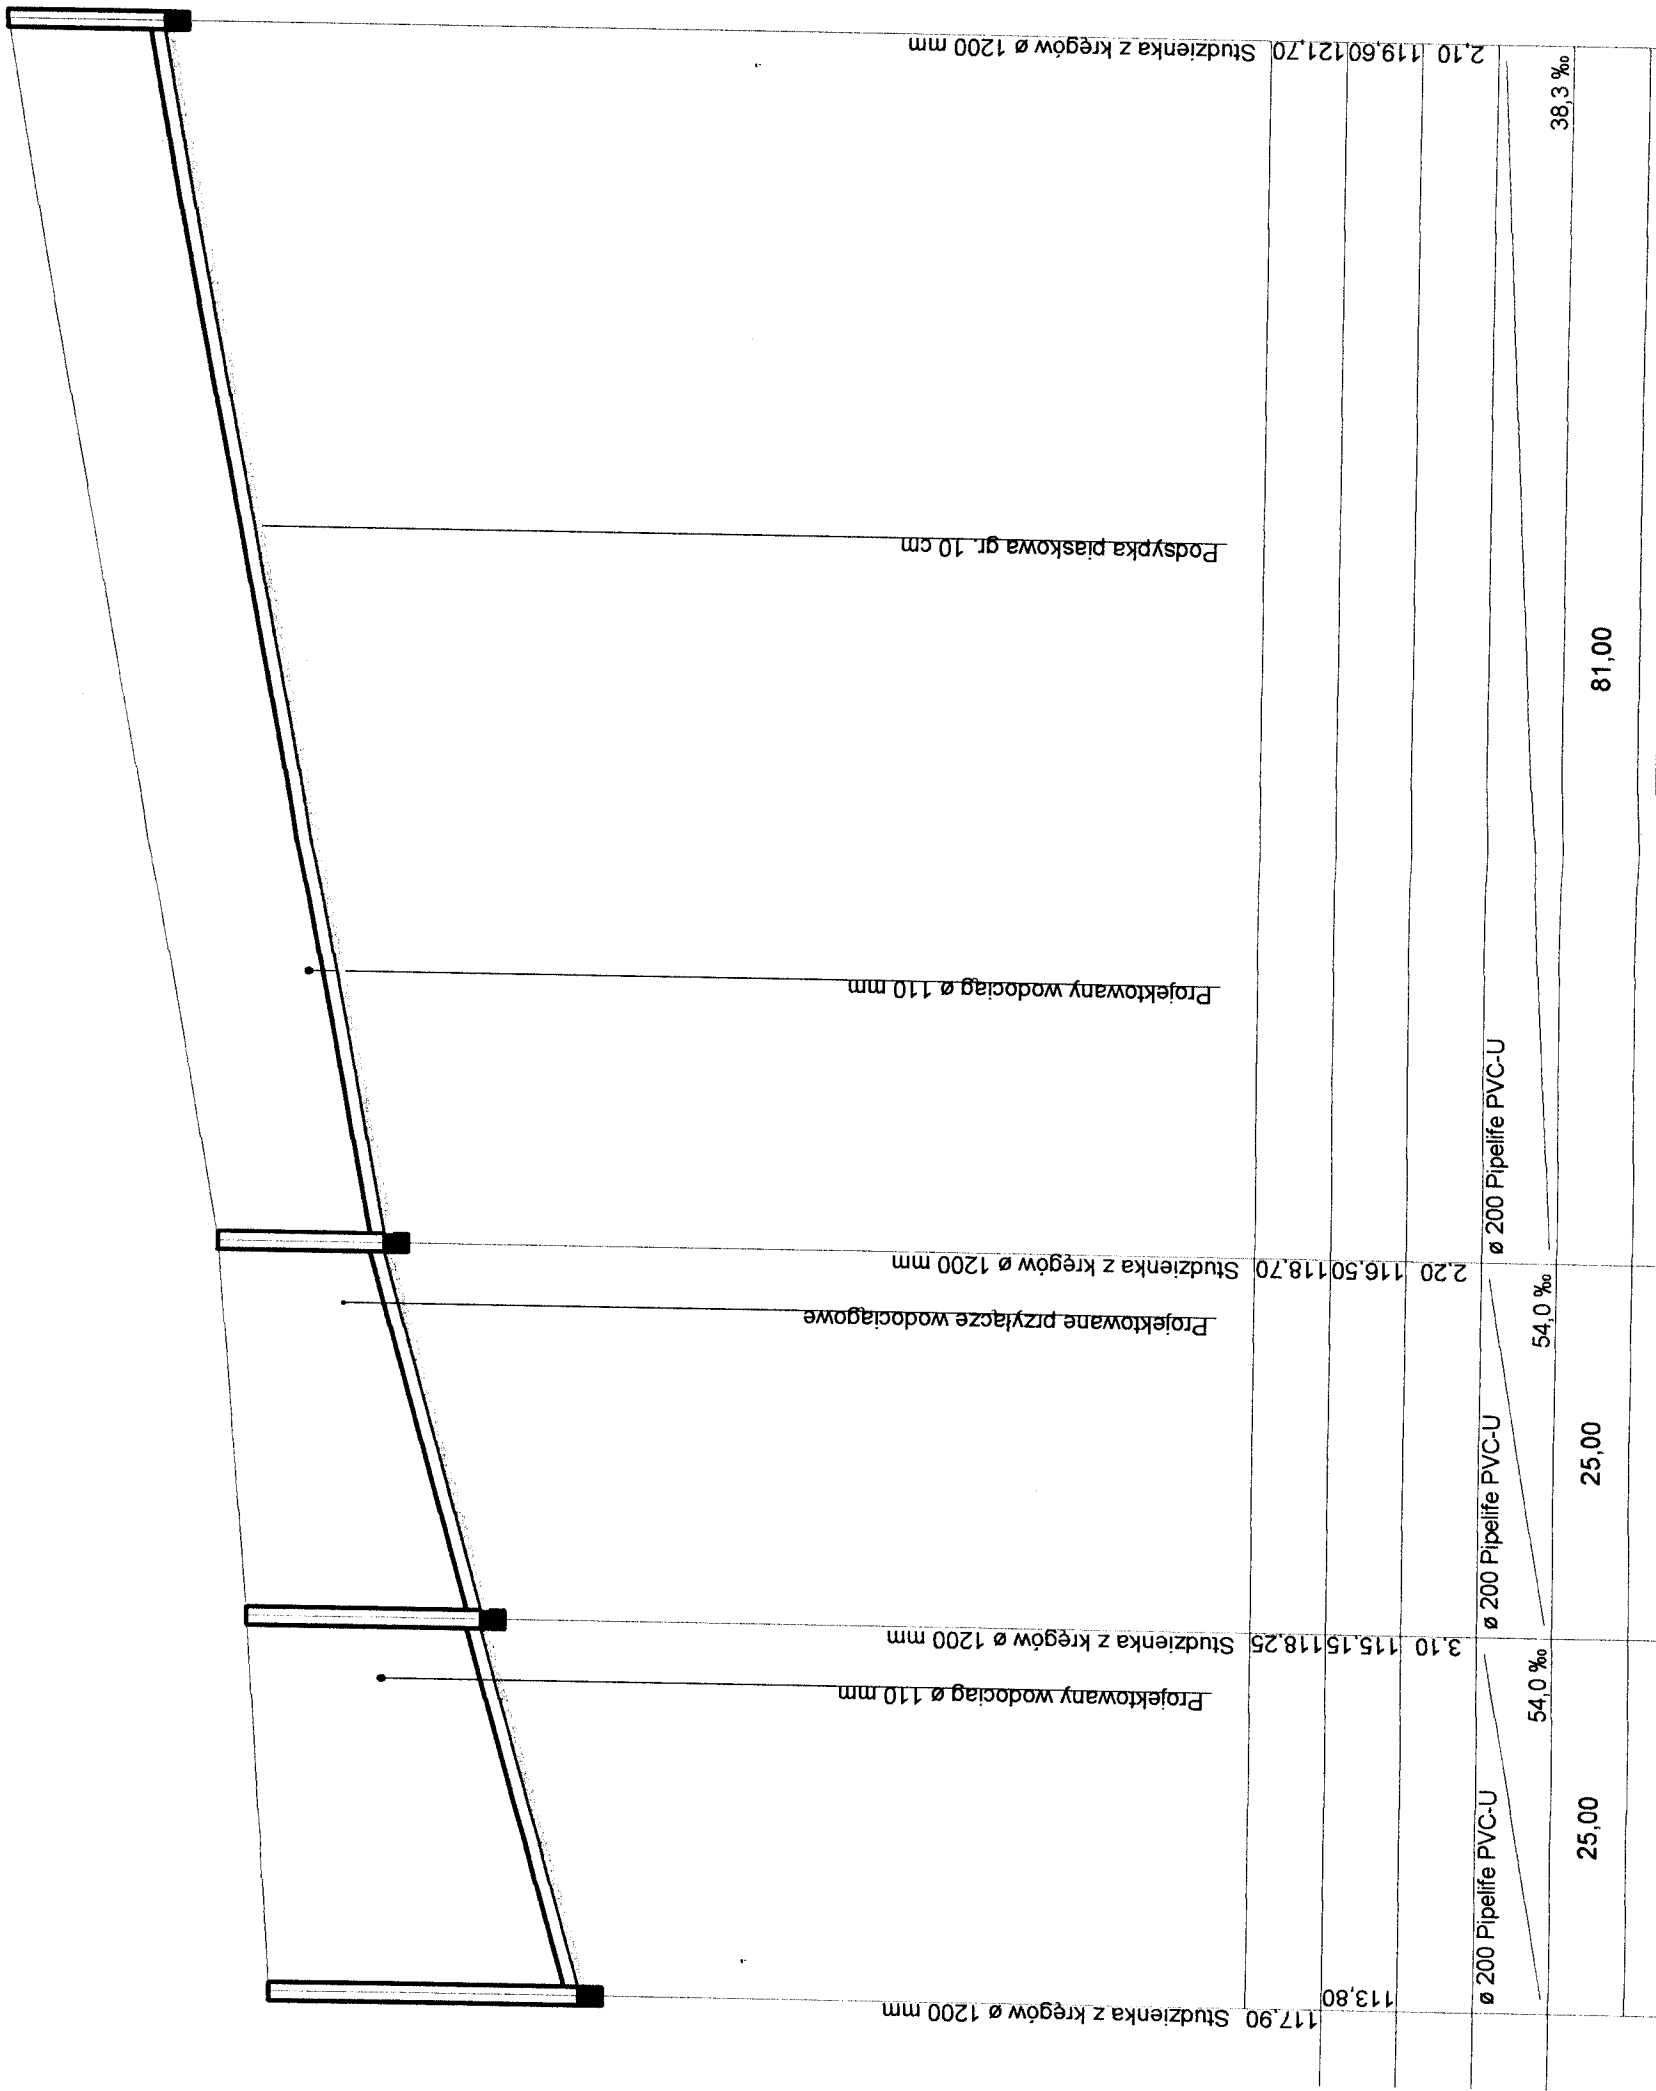 Studzienka z kręgów ø 1200 mm
121,70
119,60
2,10
38,3 ‰
Podsypka piaskowa gr. 10 cm
81,00
Projektowany wodociąg ø 110 mm
ø 200 Pipelife PVC-U
Studzienka z kręgów ø 1200 mm
118,70
116,50
2,20
54,0 ‰
Projektowane przyłącze wodociągowe
25,00
ø 200 Pipelife PVC-U
Studzienka z kręgów ø 1200 mm
118,25
115,15
3,10
54,0 ‰
Projektowany wodociąg ø 110 mm
25,00
ø 200 Pipelife PVC-U
Studzienka z kręgów ø 1200 mm
117,90
113,80